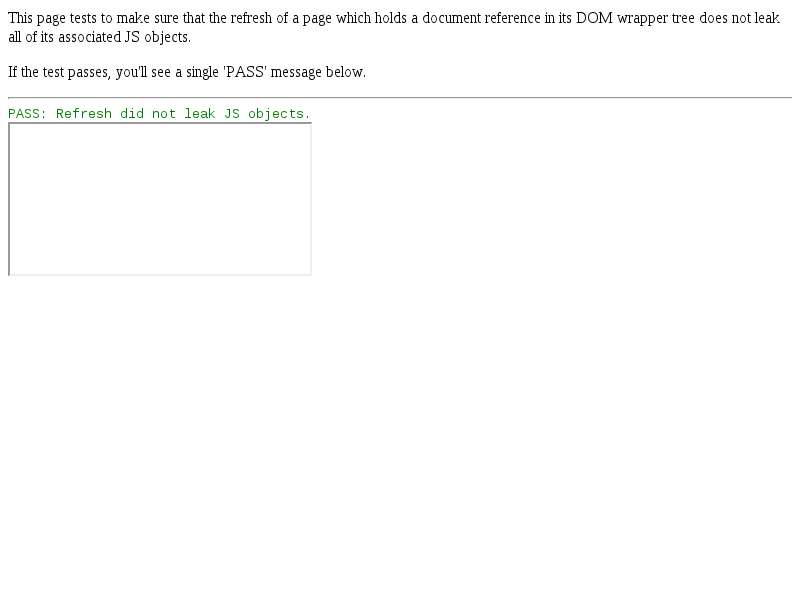 This page tests to make sure that the refresh of a page which holds a document reference in its DOM wrapper tree does not leak
all of its associated JS objects.
If the test passes, you'll see a single 'PASS' message below.
PASS: Refresh did not leak JS objects.